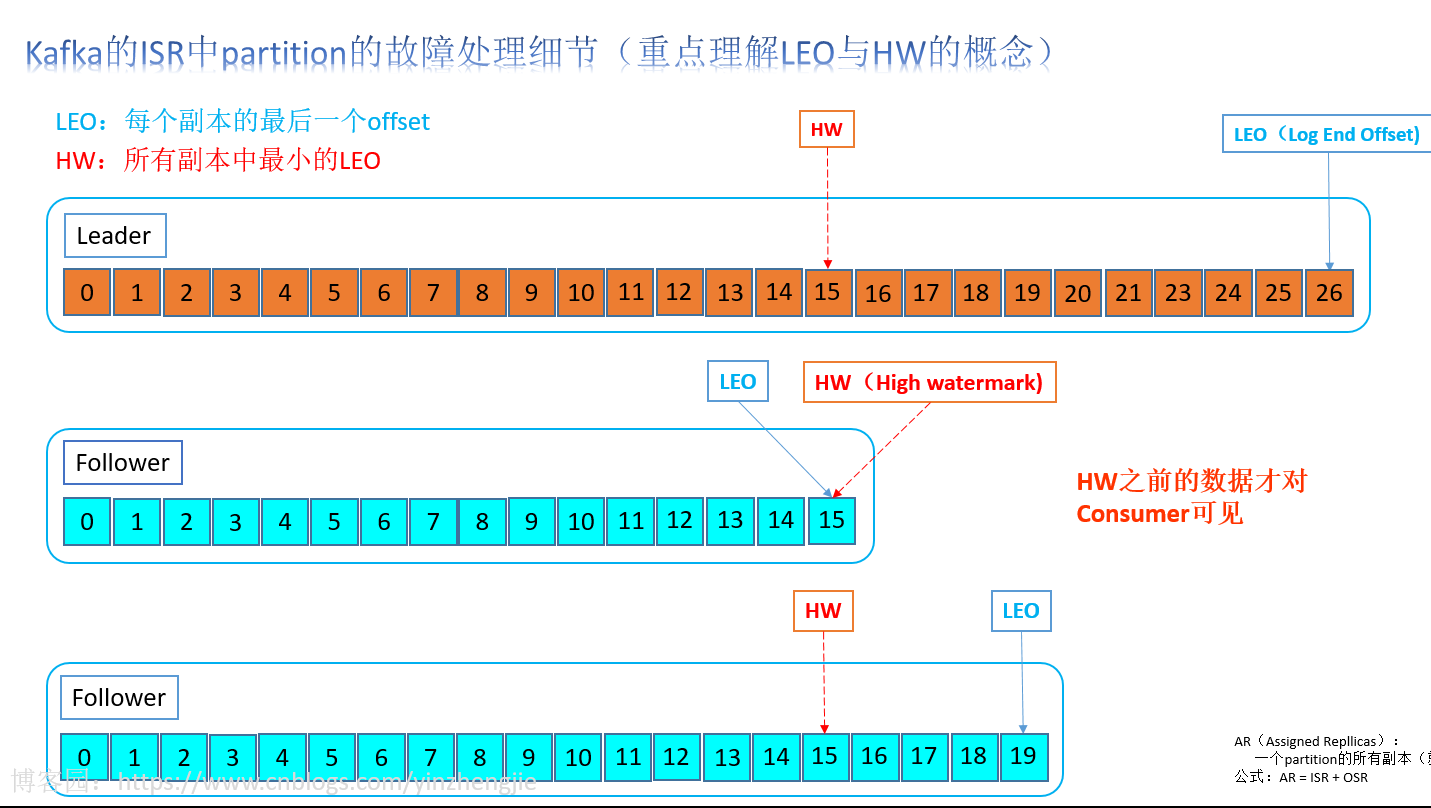 Kafka的ISR中partition的故障处理细节（重点理解LEO与HW的概念）
LEO：每个副本的最后一个offset
HW：所有副本中最小的LEO
HW
LEO（Log End Offset)
Leader
0 1 2 3 4 5 6 7 8 9 10 11 12 13 14 15 16 17 18 19 20 21 23 24 25 26
LEO
HW（High watermark)
Follower
0 1 2 3 4 5 6 7 8 9 10 11 12 13 14 15
HW之前的数据才对
Consumer可见
HW
LEO
Follower
0 1 2 3 4 5 6 7 8 9 10 11 12 13 14 15 16 17 18 19
AR（Assigned Repllicas）：
一个partition的所有副本（
公式：AR = ISR + OSR
博客园：https://www.cnblogs.com/yinzhengjie